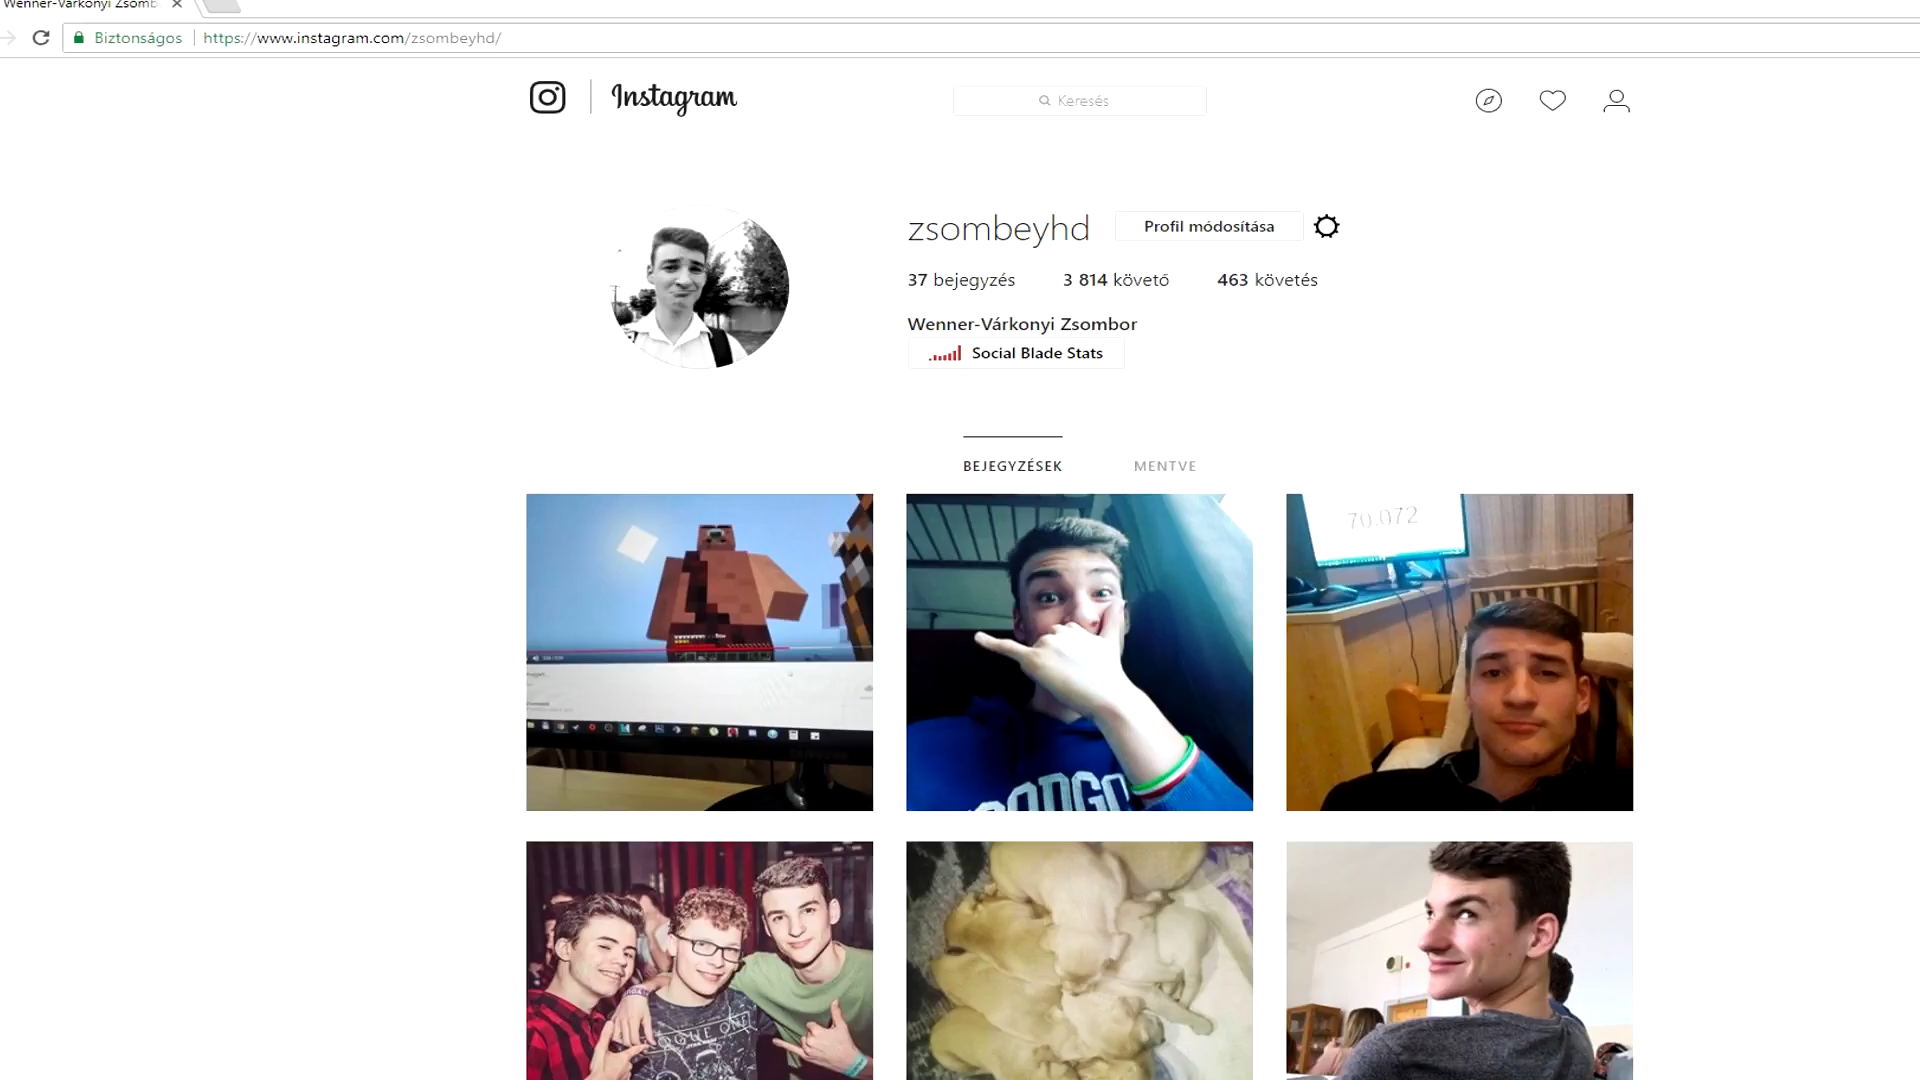 Wenner-Várkonyi Zsomb
Biztonságos https://www.instagram.com/zsombeyhd/
Instagram
Keresés
zsombeyhd Profil módosítása
37 bejegyzés 3 814 követő 463 követés
Wenner-Várkonyi Zsombor
Social Blade Stats
BEJEGYZÉSEK MENTVE
70.072